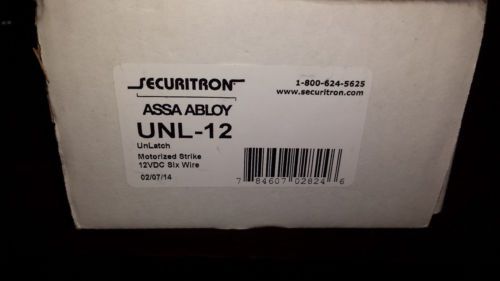 SECURITRON
1-800-624-5625
www.securitron.com
ASSA ABLOY
UNL-12
UnLatch
Motorized Strike
12VDC Six Wire
02/07/14
7 84607 02824 6